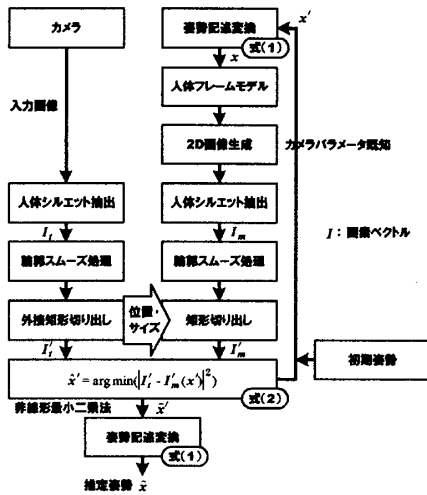 カメラ
入力画像
人体シルエット抽出
I_t
輪郭スムーズ処理
外接矩形切り出し
I'_t
位置・
サイズ
姿勢記述変換
式(1)
x'
x
人体フレームモデル
2D画像生成
カメラパラメータ既知
人体シルエット抽出
I_m
輪郭スムーズ処理
矩形切り出し
I'_m
I：画素ベクトル
初期姿勢
x̂' = arg min(|I'_t - I'_m(x')|^2)
式(2)
非線形最小二乗法
x̂'
姿勢記述変換
式(1)
推定姿勢 x̂